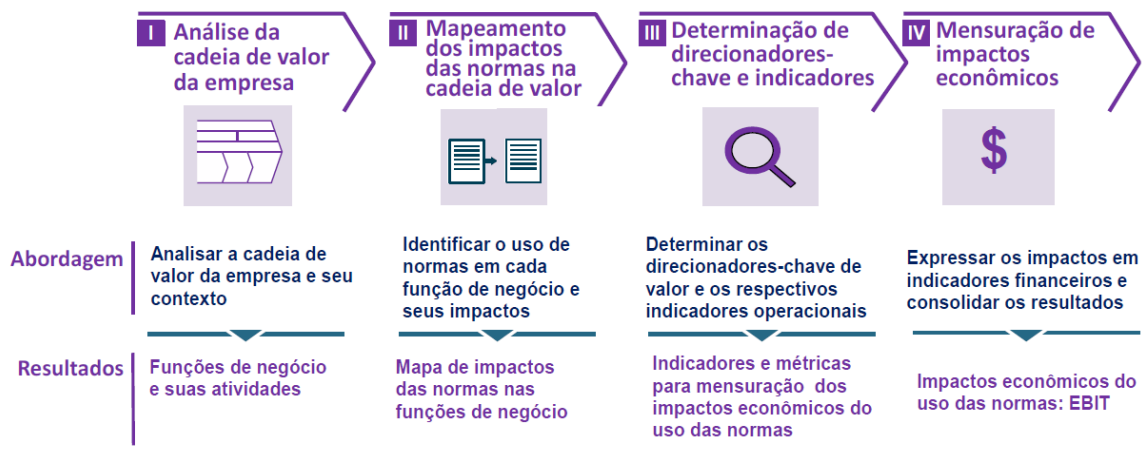 I Análise da
cadeia de valor
da empresa
II Mapeamento
dos impactos
das normas na
cadeia de valor
III Determinação de
direcionadores-
chave e indicadores
IV Mensuração de
impactos
econômicos
$
Abordagem
Analisar a cadeia de
valor da empresa e seu
contexto
Identificar o uso de
normas em cada
função de negócio e
seus impactos
Determinar os
direcionadores-chave de
valor e os respectivos
indicadores operacionais
Expressar os impactos em
indicadores financeiros e
consolidar os resultados
Resultados
Funções de negócio
e suas atividades
Mapa de impactos
das normas nas
funções de negócio
Indicadores e métricas
para mensuração dos
impactos econômicos do
uso das normas
Impactos econômicos do
uso das normas: EBIT